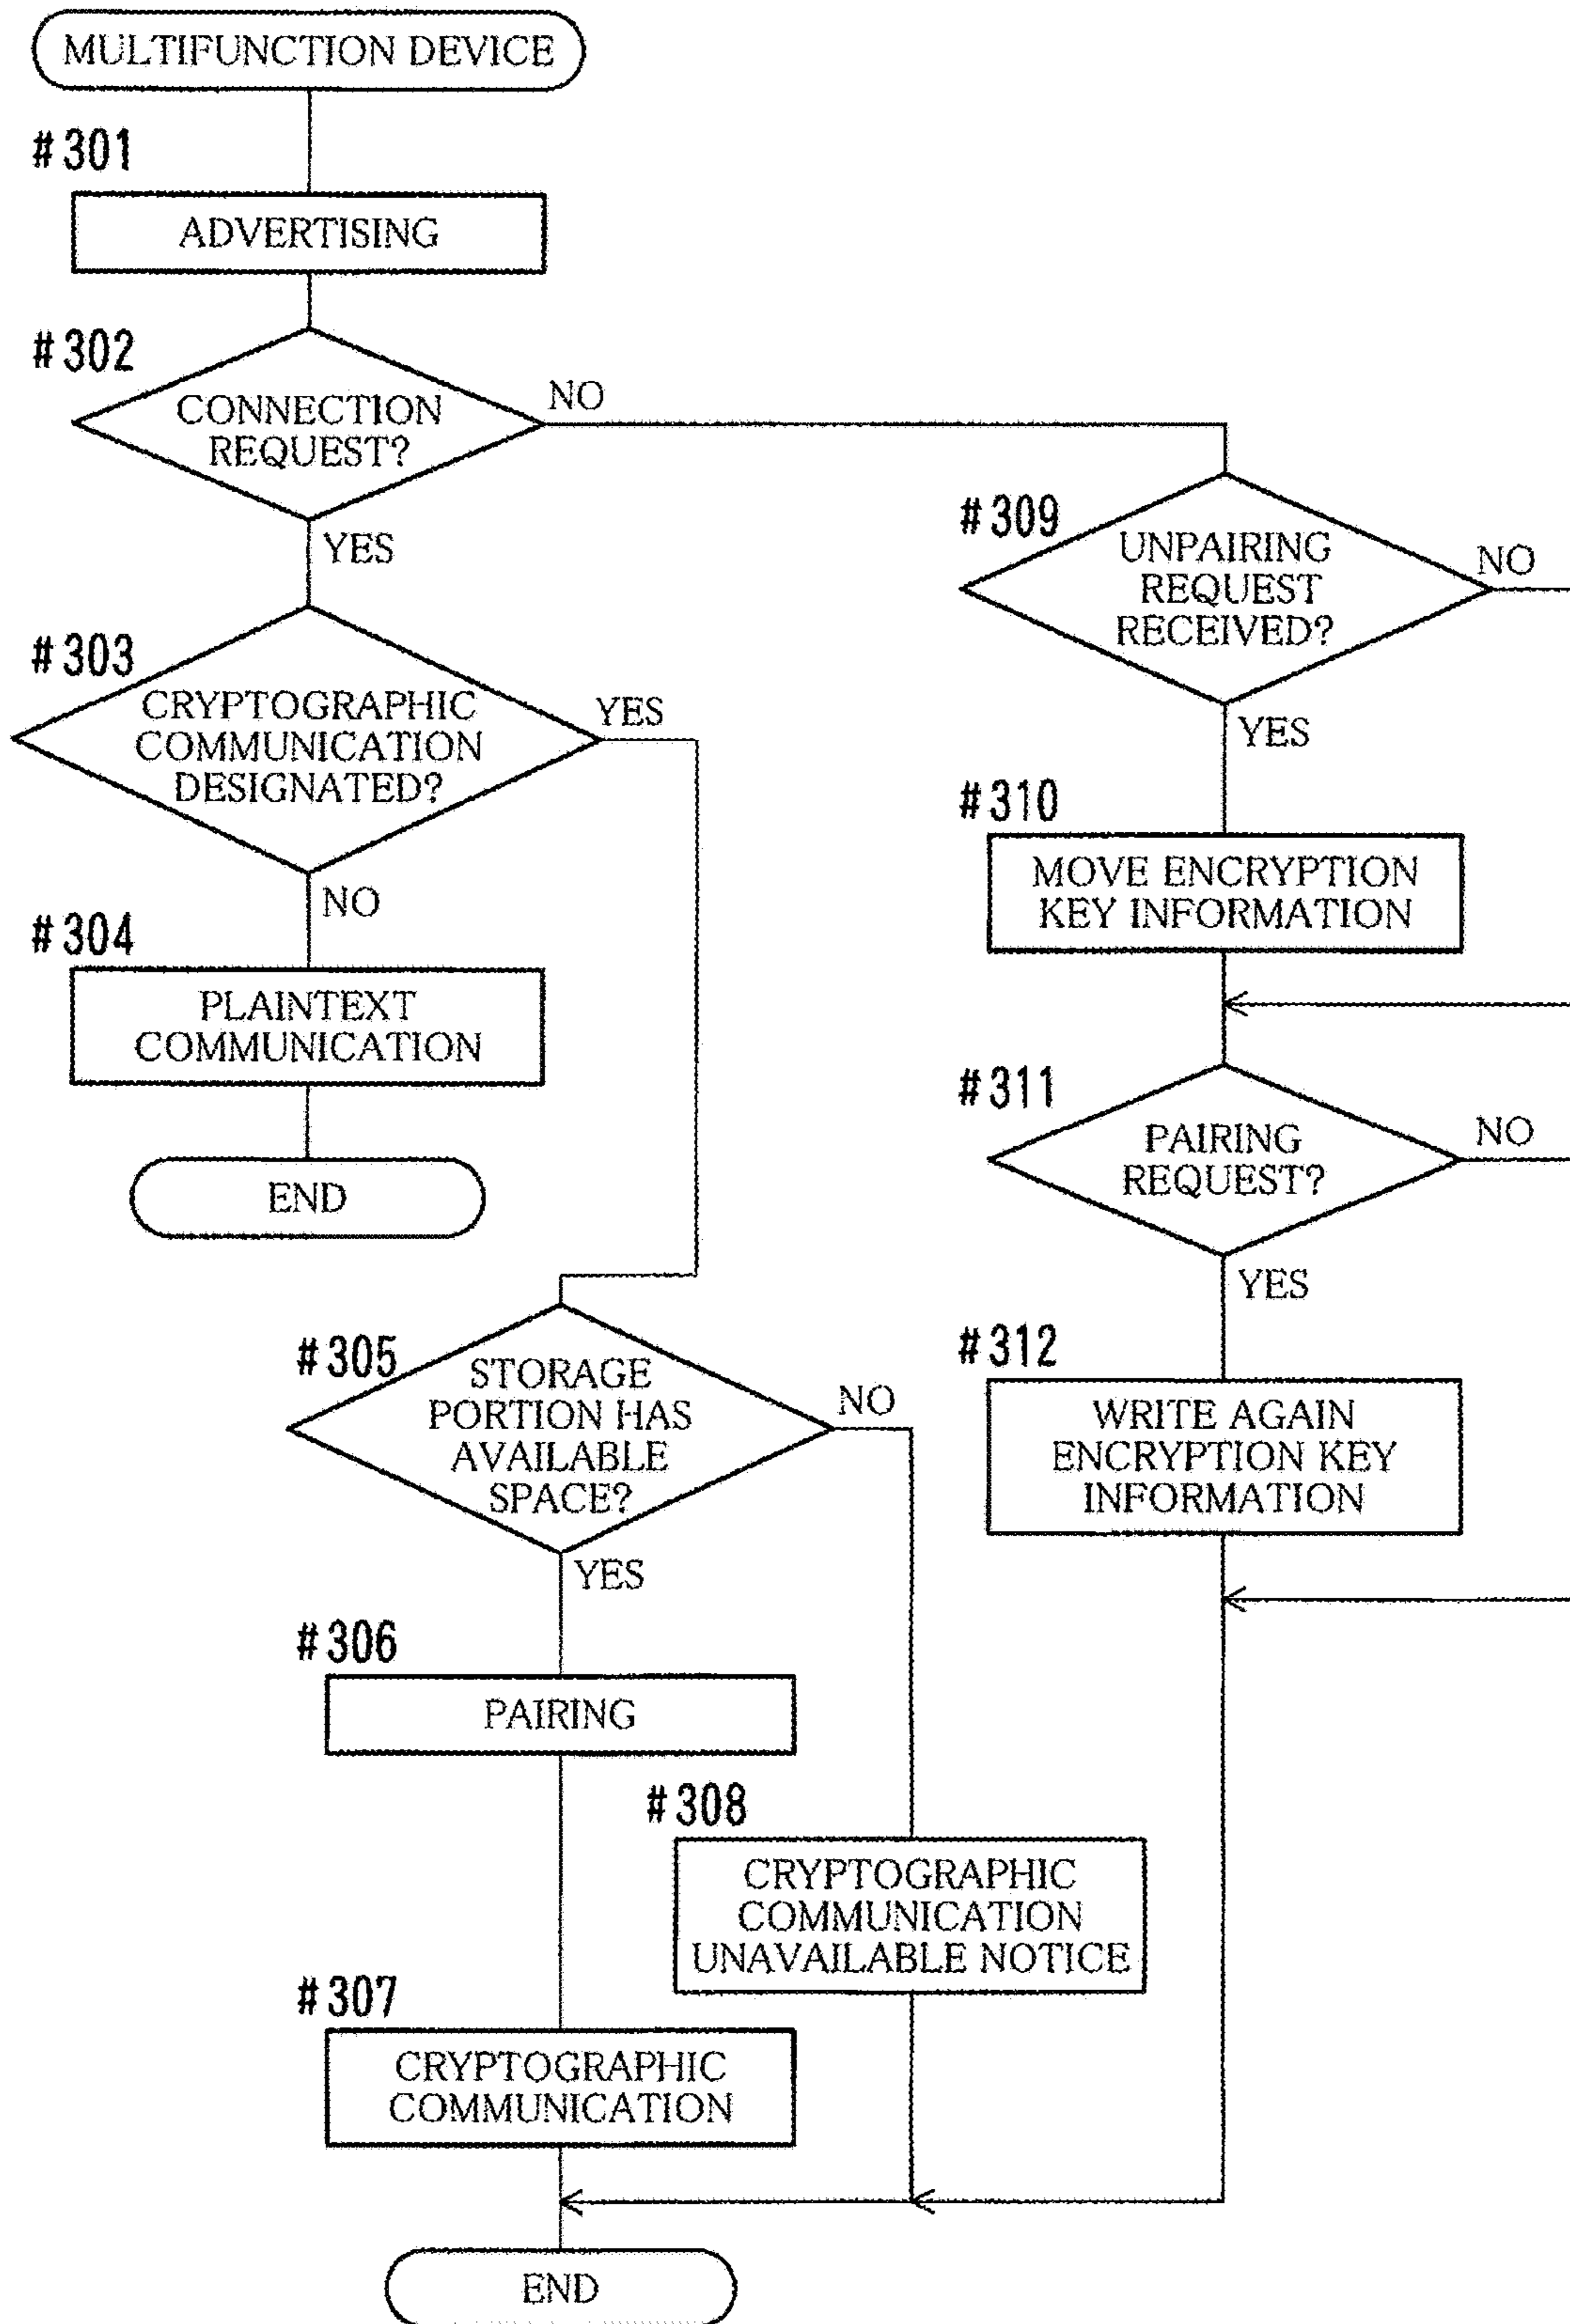 MULTIFUNCTION DEVICE
#301
ADVERTISING
#302
CONNECTION
REQUEST?
NO
YES
#303
CRYPTOGRAPHIC
COMMUNICATION
DESIGNATED?
YES
NO
#304
PLAINTEXT
COMMUNICATION
END
#305
STORAGE
PORTION HAS
AVAILABLE
SPACE?
NO
YES
#306
PAIRING
#308
CRYPTOGRAPHIC
COMMUNICATION
UNAVAILABLE NOTICE
#307
CRYPTOGRAPHIC
COMMUNICATION
END
#309
UNPAIRING
REQUEST
RECEIVED?
NO
YES
#310
MOVE ENCRYPTION
KEY INFORMATION
#311
PAIRING
REQUEST?
NO
YES
#312
WRITE AGAIN
ENCRYPTION KEY
INFORMATION